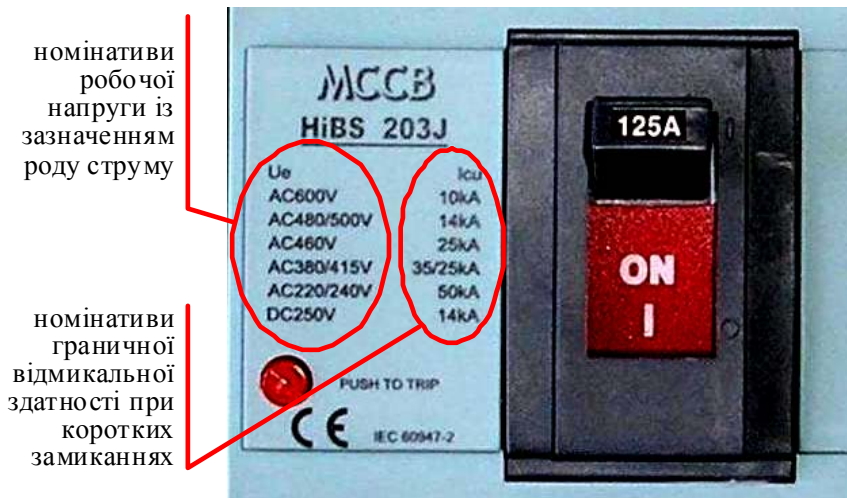 номінативи
робочої
напруги із
зазначенням
роду струму
номінативи
граничної
відмикальної
здатності при
коротких
замиканнях
MCCB
HiBS 203J
Ue Icu
AC600V 10kA
AC480/500V 14kA
AC460V 25kA
AC380/415V 35/25kA
AC220/240V 50kA
DC250V 14kA
PUSH TO TRIP
CE IEC 60947-2
125A
ON
I